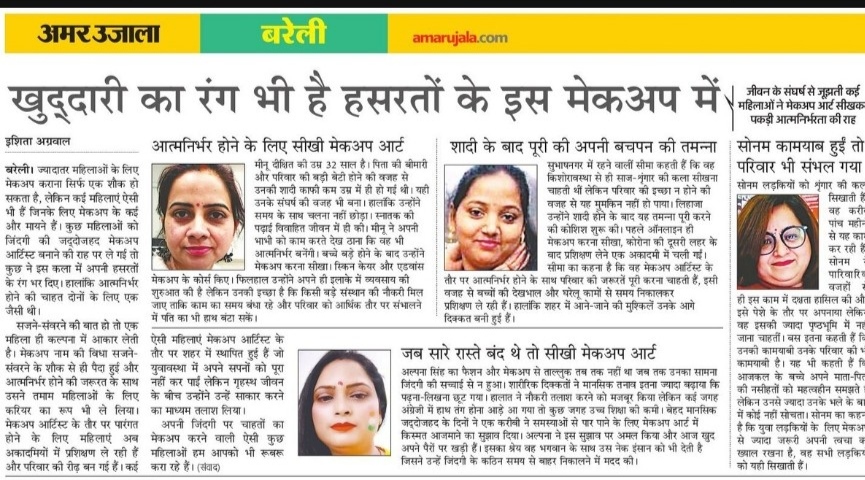 अमर उजाला
बरेली
amarujala.com
खुद्दारी का रंग भी है हसरतों के इस मेकअप में
जीवन के संघर्ष से जूझती कई
महिलाओं ने मेकअप आर्ट सीखकर
पकड़ी आत्मनिर्भरता की राह
इशिता अग्रवाल
बरेली। ज्यादातर महिलाओं के लिए
मेकअप कराना सिर्फ एक शौक हो
सकता है, लेकिन कई महिलाएं ऐसी
भी हैं जिनके लिए मेकअप के कई
और मायने हैं। कुछ महिलाओं को
जिंदगी की जद्दोजहद मेकअप
आर्टिस्ट बनाने की राह पर ले गई तो
कुछ ने इस कला में अपनी हसरतों
के रंग भर दिए। हालांकि आत्मनिर्भर
होने की चाहत दोनों के लिए एक
जैसी थी।
सजने-संवरने की बात हो तो एक
महिला ही कल्पना में आकार लेती
है। मेकअप नाम की विधा सजने-
संवरने के शौक से ही पैदा हुई और
आत्मनिर्भर होने की जरूरत के साथ
उसने तमाम महिलाओं के लिए
करियर का रूप भी ले लिया।
मेकअप आर्टिस्ट के तौर पर पारंगत
होने के लिए महिलाएं अब
अकादमियों में प्रशिक्षण ले रही हैं
और परिवार की रीढ़ बन गई हैं। कई
ऐसी महिलाएं मेकअप आर्टिस्ट के
तौर पर शहर में स्थापित हुई हैं जो
युवावस्था में अपने सपनों को पूरा
नहीं कर पाईं लेकिन गृहस्थ जीवन
के बीच उन्होंने उन्हें साकार करने
का माध्यम तलाश लिया।
अपनी जिंदगी पर चाहतों का
मेकअप करने वाली ऐसी कुछ
महिलाओं हम आपको भी रूबरू
करा रहे हैं। (संवाद)
आत्मनिर्भर होने के लिए सीखी मेकअप आर्ट
मीनू दीक्षित की उम्र 32 साल है। पिता की बीमारी
और परिवार की बड़ी बेटी होने की वजह से
उनकी शादी काफी कम उम्र में ही हो गई थी। यही
उनके संघर्ष की वजह भी बना। हालांकि उन्होंने
समय के साथ चलना नहीं छोड़ा। स्नातक की
पढ़ाई विवाहित जीवन में ही की। मीनू ने अपनी
भाभी को काम करते देख ठाना कि वह भी
आत्मनिर्भर बनेंगी। बच्चे बड़े होने के बाद उन्होंने
मेकअप करना सीखा। स्किन केयर और एडवांस
मेकअप के कोर्स किए। फिलहाल उन्होंने अपने ही इलाके में व्यवसाय की
शुरुआत की है लेकिन उनकी इच्छा है कि किसी बड़े संस्थान की नौकरी मिल
जाए ताकि काम का समय बंधा रहे और परिवार को आर्थिक तौर पर संभालने
में पति का भी हाथ बंटा सकें।
शादी के बाद पूरी की अपनी बचपन की तमन्ना
सुभाषनगर में रहने वालीं सीमा कहती हैं कि वह
किशोरावस्था से ही साज-शृंगार की कला सीखना
चाहती थीं लेकिन परिवार की इच्छा न होने की
वजह से यह मुमकिन नहीं हो पाया। लिहाजा
उन्होंने शादी होने के बाद यह तमन्ना पूरी करने
की कोशिश शुरू की। पहले ऑनलाइन ही
मेकअप करना सीखा, कोरोना की दूसरी लहर के
बाद प्रशिक्षण लेने एक अकादमी में चली गईं।
सीमा का कहना है कि वह मेकअप आर्टिस्ट के
तौर पर आत्मनिर्भर होने के साथ परिवार की जरूरतें पूरी करना चाहती हैं, इसी
वजह से बच्चों की देखभाल और घरेलू कामों से समय निकालकर
प्रशिक्षण ले रही हैं। हालांकि शहर में आने-जाने की मुश्किलें उनके आगे
दिक्कत बनी हुई हैं।
जब सारे रास्ते बंद थे तो सीखी मेकअप आर्ट
अल्पना सिंह का फैशन और मेकअप से ताल्लुक तब तक नहीं था जब तक उनका सामना
जिंदगी की सच्चाई से न हुआ। शारीरिक दिक्कतों ने मानसिक तनाव इतना ज्यादा बढ़ाया कि
पढ़ना-लिखना छूट गया। हालात ने नौकरी तलाश करने को मजबूर किया लेकिन कई जगह
अंग्रेजी में हाथ तंग होना आड़े आ गया तो कुछ जगह उच्च शिक्षा की कमी। बेहद मानसिक
जद्दोजहद के दिनों में एक करीबी ने समस्याओं से पार पाने के लिए मेकअप आर्ट में
किस्मत आजमाने का सुझाव दिया। अल्पना ने इस सुझाव पर अमल किया और आज खुद
अपने पैरों पर खड़ी हैं। इसका श्रेय वह भगवान के साथ उस नेक इंसान को भी देती हैं
जिसने उन्हें जिंदगी के कठिन समय से बाहर निकालने में मदद की।
सोनम कामयाब हुईं तो
परिवार भी संभल गया
सोनम लड़कियों को शृंगार की कला
सिखाती हैं
वह करीब
पांच महीने
से यह काम
कर रही हैं
सोनम ने
पारिवारिक
वजहों से
ही इस काम में दक्षता हासिल की और
इसे पेशे के तौर पर अपनाया लेकिन
वह इसकी ज्यादा पृष्ठभूमि में नहीं
जाना चाहतीं। बस इतना कहती हैं कि
उनकी कामयाबी उनके परिवार की भी
कामयाबी है। यह भी कहती हैं कि
आजकल के बच्चे अपने माता-पिता
की नसीहतों को महत्वहीन समझते हैं
लेकिन उनसे ज्यादा उनके भले के बारे
में कोई नहीं सोचता। सोनम का कहना
है कि युवा लड़कियों के लिए मेकअप
से ज्यादा जरूरी अपनी त्वचा का
ख्याल रखना है, वह सभी लड़कियों
को यही सिखाती हैं।